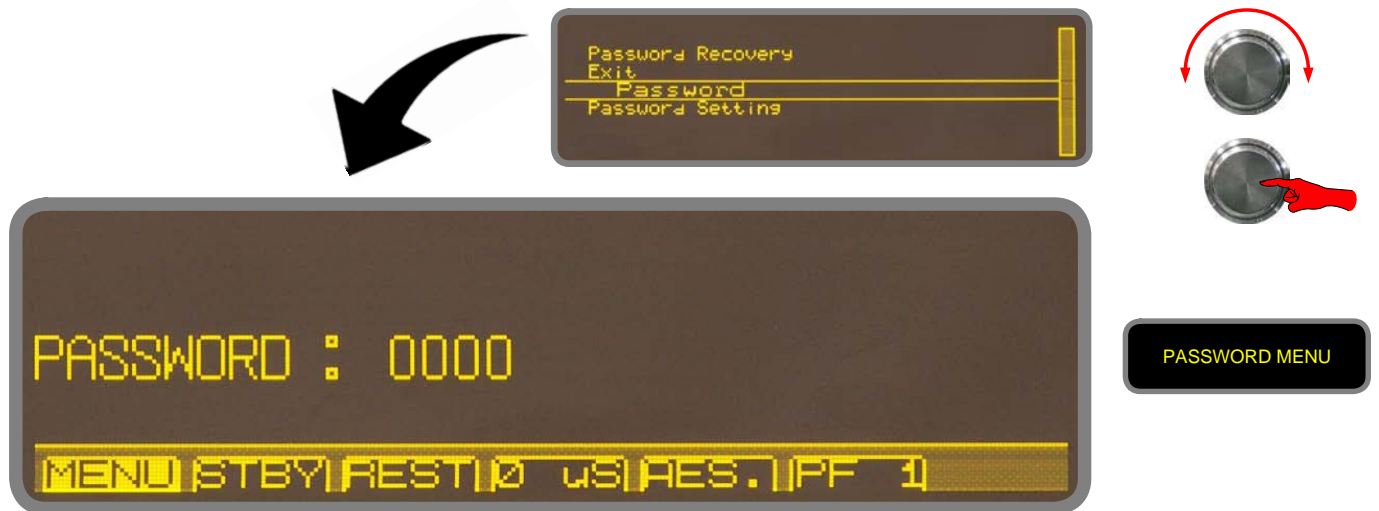 Password Recovery
Exit
Password
Password Setting
PASSWORD : 0000
PASSWORD MENU
MENU STBY REST 0 uS AES. PF 1